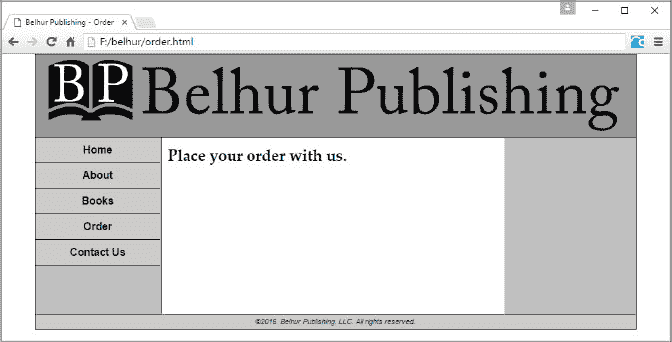 Belhur Publishing - Order
F:/belhur/order.html
BP Belhur Publishing
Home
About
Books
Order
Contact Us
Place your order with us.
©2016 Belhur Publishing, LLC. All rights reserved.